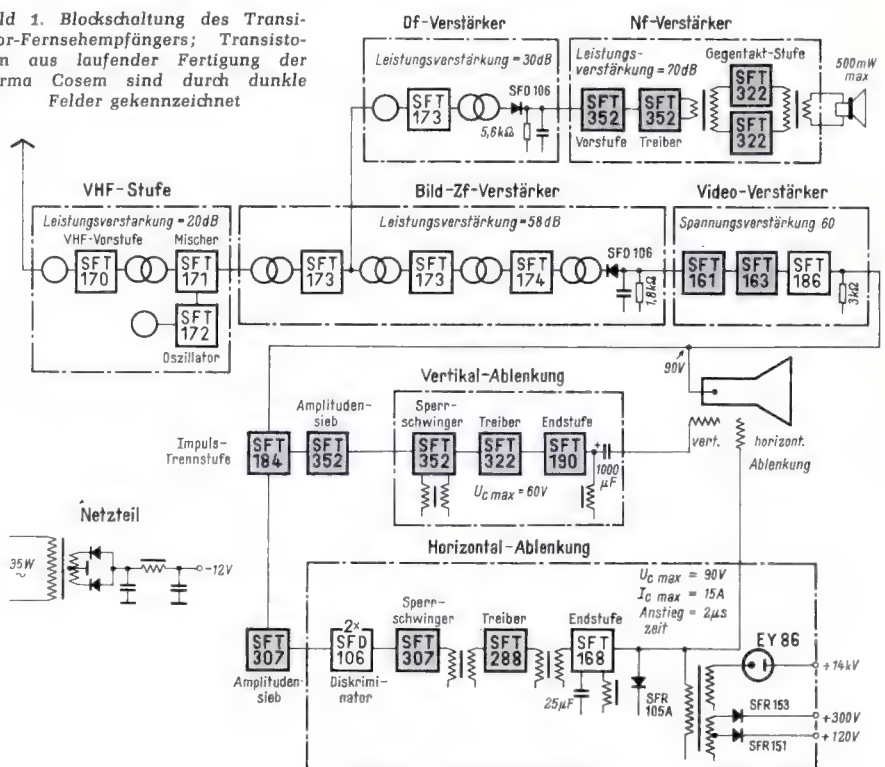 ld 1. Blockschaltung des Transi-
or-Fernsehempfängers; Transisto-
n aus laufender Fertigung der
rma Cosem sind durch dunkle
Felder gekennzeichnet
Df-Verstärker
Leistungsverstärkung = 30dB
SFT 173
SFD 106
5,6kΩ
Nf-Verstärker
Leistungs-
verstärkung = 70dB
Gegentakt-Stufe
SFT 322
500mW
max
SFT 352
SFT 352
SFT 322
Vorstufe
Treiber
VHF-Stufe
Leistungsverstarkung = 20dB
VHF-Vorstufe
Mischer
SFT 170
SFT 171
SFT 172
Oszillator
Bild-Zf-Verstärker
Leistungsverstärkung = 58dB
SFT 173
SFT 173
SFT 174
SFD 106
1,8kΩ
Video-Verstärker
Spannungsverstärkung 60
SFT 161
SFT 163
SFT 186
3kΩ
90V
Vertikal-Ablenkung
Amplituden-
sieb
Sperr-
schwinger
Treiber
Endstufe
Impuls-
Trennstufe
SFT 184
SFT 352
SFT 352
SFT 322
SFT 190
+
1000
µF
Uc max = 60V
vert.
horizont.
Ablenkung
Netzteil
35W
~
-12V
Horizontal-Ablenkung
Uc max = 90V
Ic max = 15A
Anstieg = 2µs
zeit
Sperr-
schwinger
Treiber
Endstufe
EY 86
SFT 307
2×
SFD 106
SFT 307
SFT 288
SFT 168
+14kV
Amplituden-
sieb
Diskrimi-
nator
25µF
SFR
105A
SFR 153
+300V
SFR 151
+120V